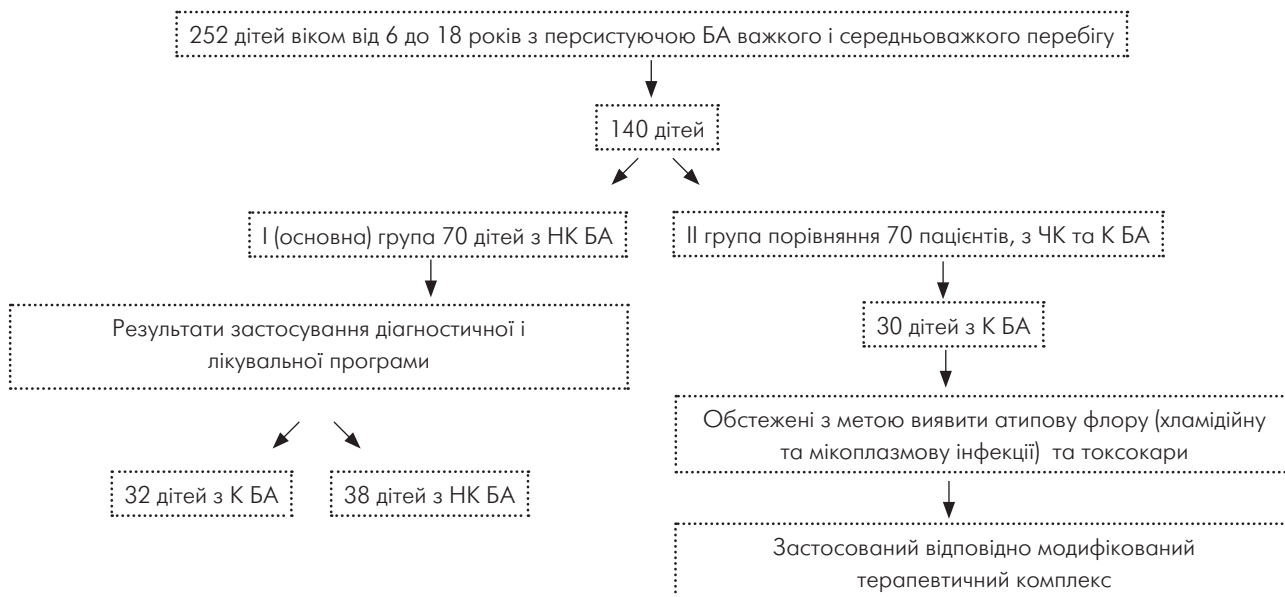 252 дітей віком від 6 до 18 років з персистуючою БА важкого і середньоважкого перебігу
140 дітей
I (основна) група 70 дітей з НК БА
II група порівняння 70 пацієнтів, з ЧК та К БА
Результати застосування діагностичної і
лікувальної програми
30 дітей з К БА
Обстежені з метою виявити атипову флору (хламідійну
та мікоплазмову інфекції) та токсокари
32 дітей з К БА
38 дітей з НК БА
Застосований відповідно модифікований
терапевтичний комплекс